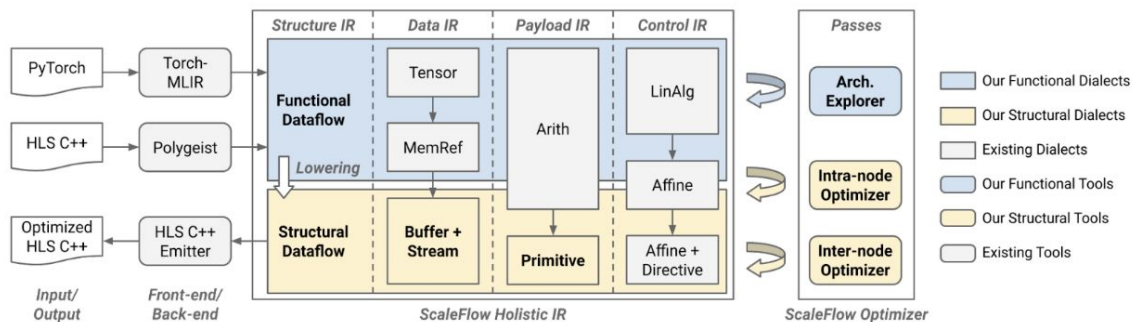 Structure IR
Data IR
Payload IR
Control IR
Passes
PyTorch
Torch-
MLIR
HLS C++
Polygeist
Optimized
HLS C++
HLS C++
Emitter
Input/
Output
Front-end/
Back-end
Functional
Dataflow
Lowering
Structural
Dataflow
Tensor
MemRef
Buffer +
Stream
Arith
Primitive
LinAlg
Affine
Affine +
Directive
ScaleFlow Holistic IR
Arch.
Explorer
Intra-node
Optimizer
Inter-node
Optimizer
ScaleFlow Optimizer
Our Functional Dialects
Our Structural Dialects
Existing Dialects
Our Functional Tools
Our Structural Tools
Existing Tools